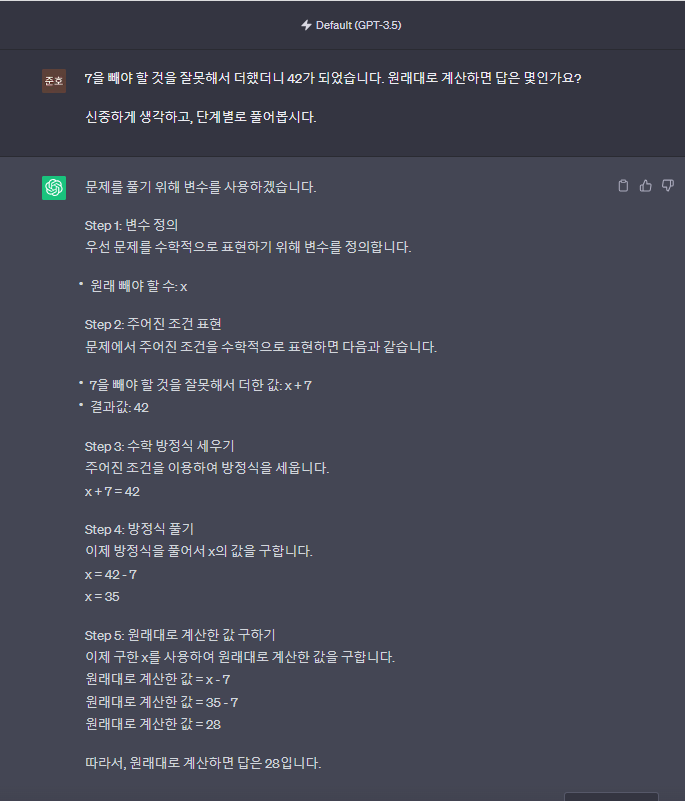 Default (GPT-3.5)
준호
7을 빼야 할 것을 잘못해서 더했더니 42가 되었습니다. 원래대로 계산하면 답은 몇인가요?
신중하게 생각하고, 단계별로 풀어봅시다.
문제를 풀기 위해 변수를 사용하겠습니다.
Step 1: 변수 정의
우선 문제를 수학적으로 표현하기 위해 변수를 정의합니다.
• 원래 빼야 할 수: x
Step 2: 주어진 조건 표현
문제에서 주어진 조건을 수학적으로 표현하면 다음과 같습니다.
• 7을 빼야 할 것을 잘못해서 더한 값: x + 7
• 결과값: 42
Step 3: 수학 방정식 세우기
주어진 조건을 이용하여 방정식을 세웁니다.
x + 7 = 42
Step 4: 방정식 풀기
이제 방정식을 풀어서 x의 값을 구합니다.
x = 42 - 7
x = 35
Step 5: 원래대로 계산한 값 구하기
이제 구한 x를 사용하여 원래대로 계산한 값을 구합니다.
원래대로 계산한 값 = x - 7
원래대로 계산한 값 = 35 - 7
원래대로 계산한 값 = 28
따라서, 원래대로 계산하면 답은 28입니다.